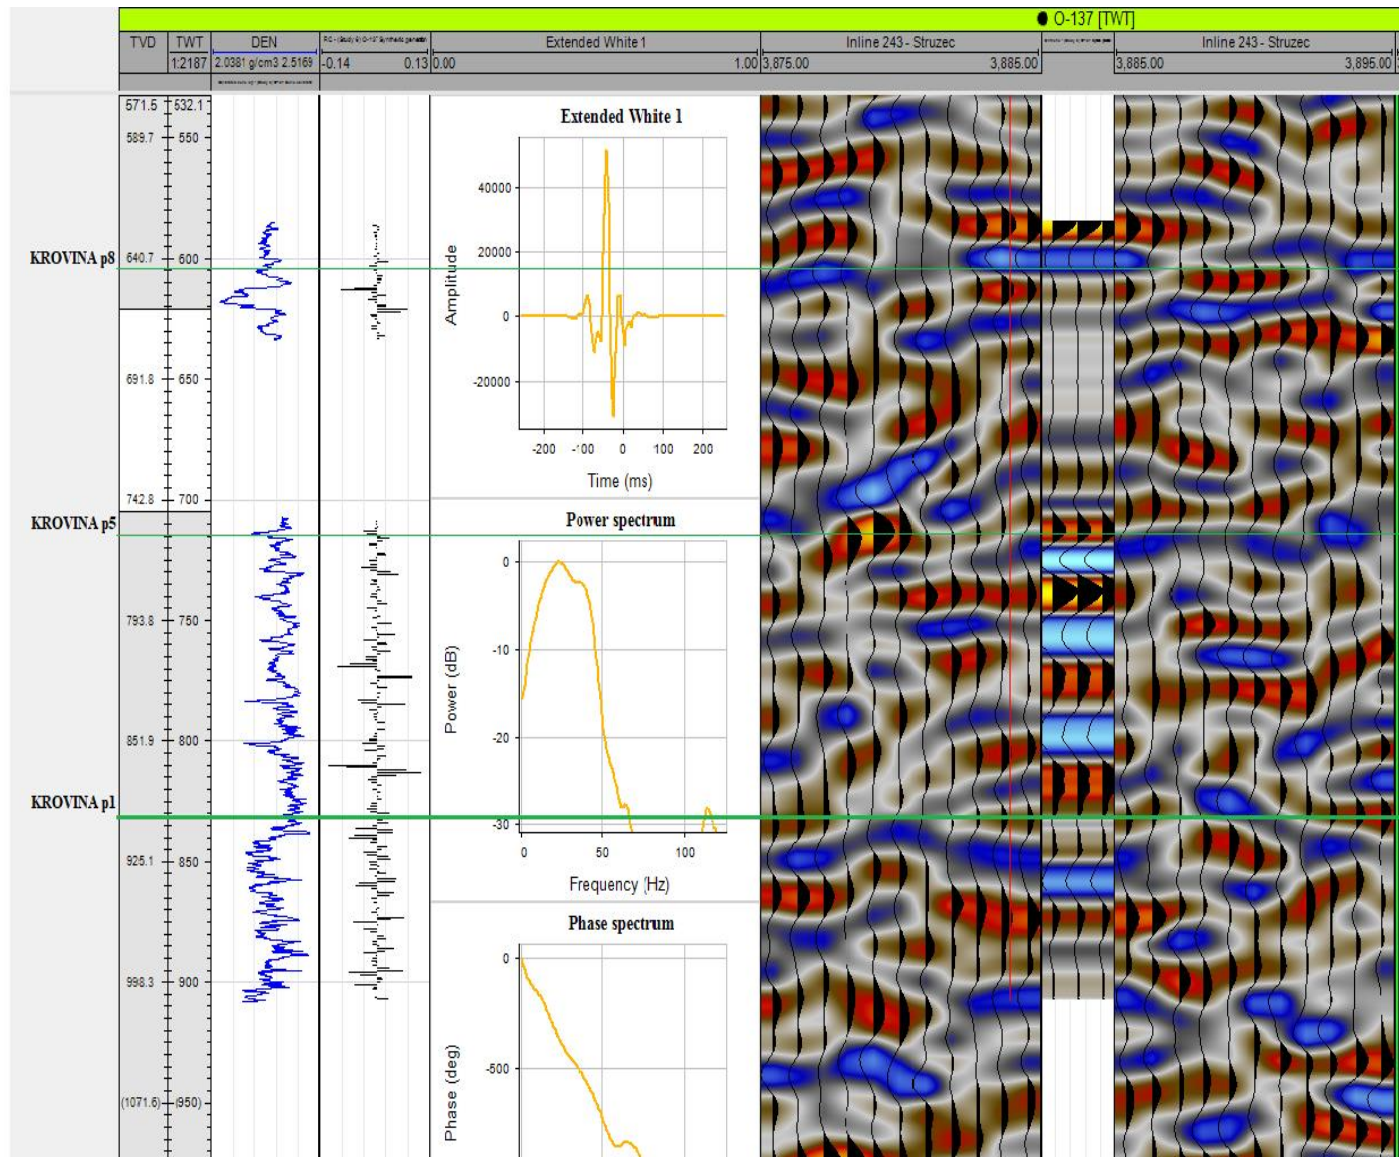 O-137 [TWT]
TVD TWT DEN Extended White 1 Inline 243 - Struzec Inline 243 - Struzec
1:2187 2.0381 g/cm3 2.5169 -0.14 0.13 0.00 1.00 3,875.00 3,885.00 3,885.00 3,895.00
571.5 532.1
Extended White 1
589.7 550
40000
20000
KROVINA p8
640.7 600
Amplitude
0
-20000
691.8 650
-200 -100 0 100 200
Time (ms)
742.8 700
KROVINA p5
Power spectrum
0
793.8 750
-10
Power (dB)
-20
851.9 800
KROVINA p1
-30
0 50 100
925.1 850
Frequency (Hz)
Phase spectrum
0
998.3 900
-500
Phase (deg)
(1071.6) (950)